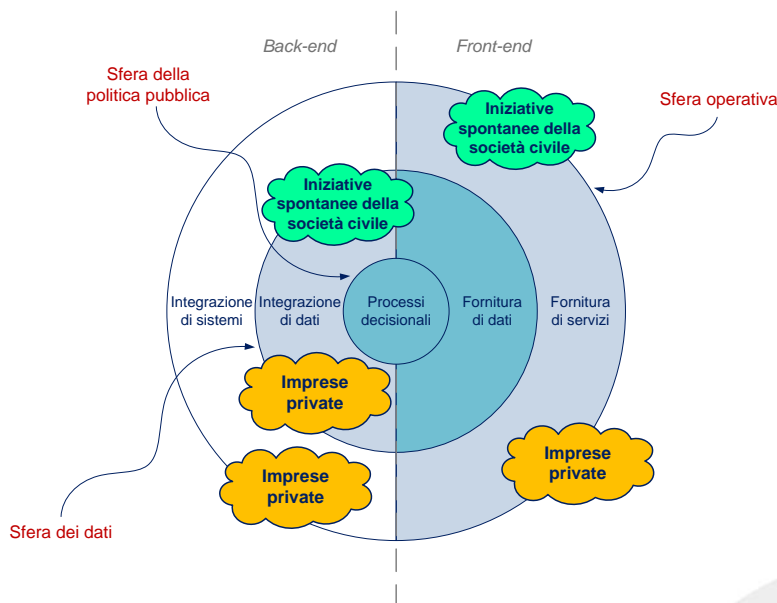 Back-end
Front-end
Sfera della
politica pubblica
Sfera operativa
Iniziative
spontanee della
società civile
Iniziative
spontanee della
società civile
Integrazione
di sistemi
Integrazione
di dati
Processi
decisionali
Fornitura
di dati
Fornitura
di servizi
Imprese
private
Imprese
private
Imprese
private
Sfera dei dati